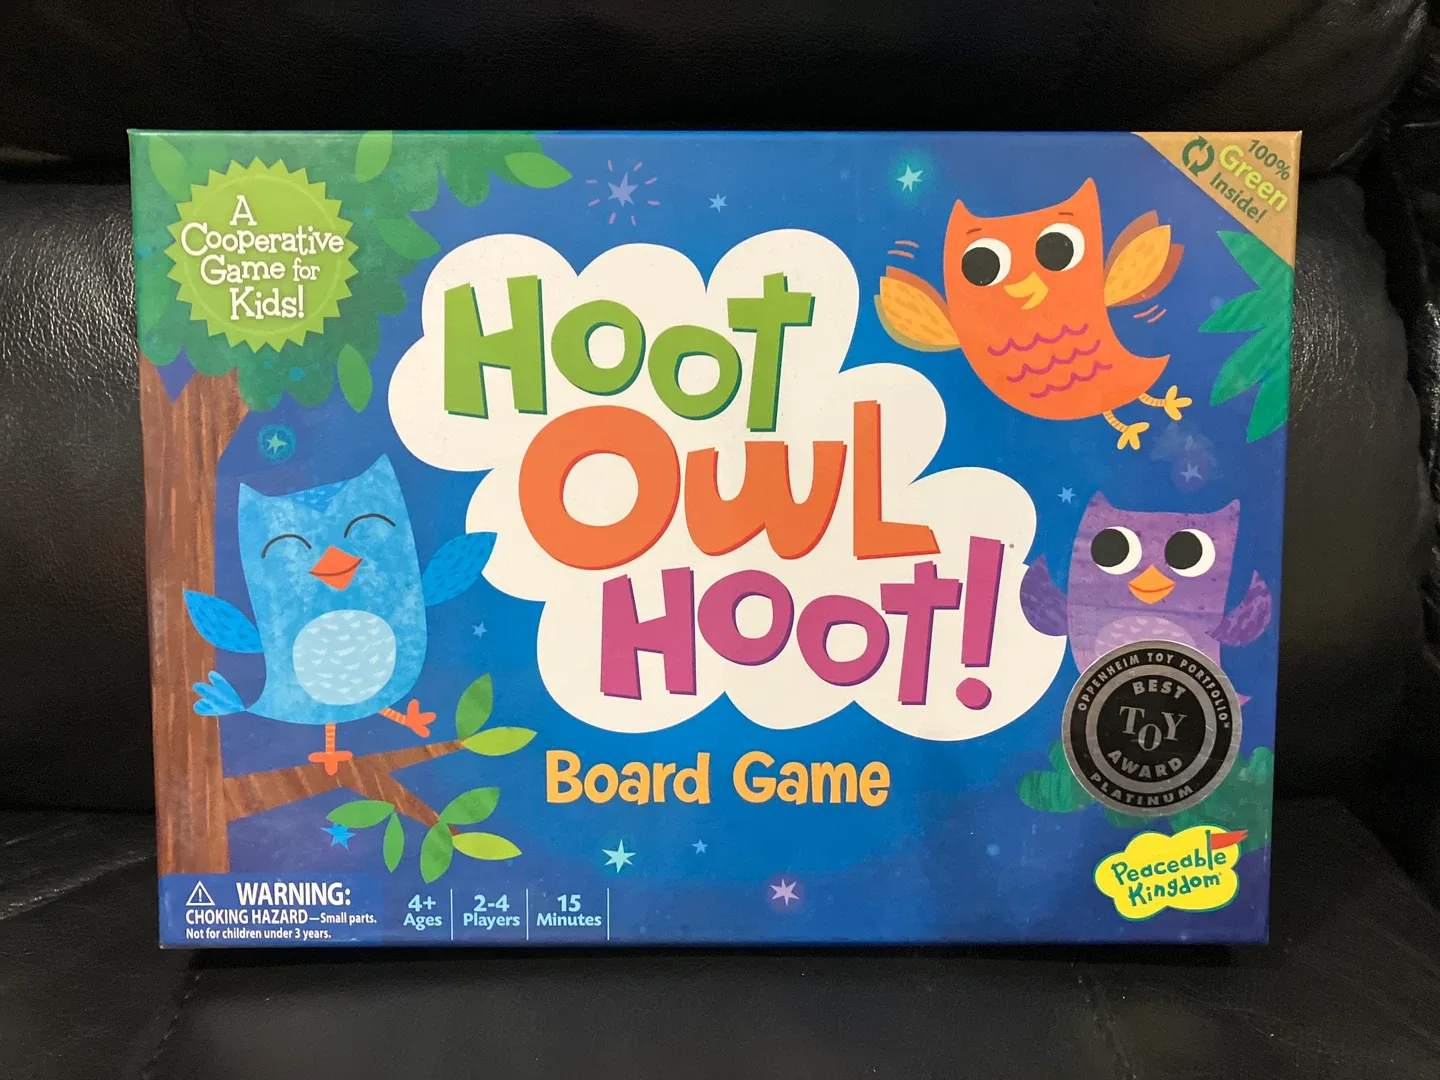 A
Cooperative
Game for
Kids!
100%
Green
Inside!
HOOT
OWL
HOOT!
Board Game
OPPENHEIM TOY PORTFOLIO™
BEST
TOY
AWARD
PLATINUM
Peaceable
Kingdom®
WARNING:
CHOKING HAZARD—Small parts.
Not for children under 3 years.
4+
Ages
2-4
Players
15
Minutes